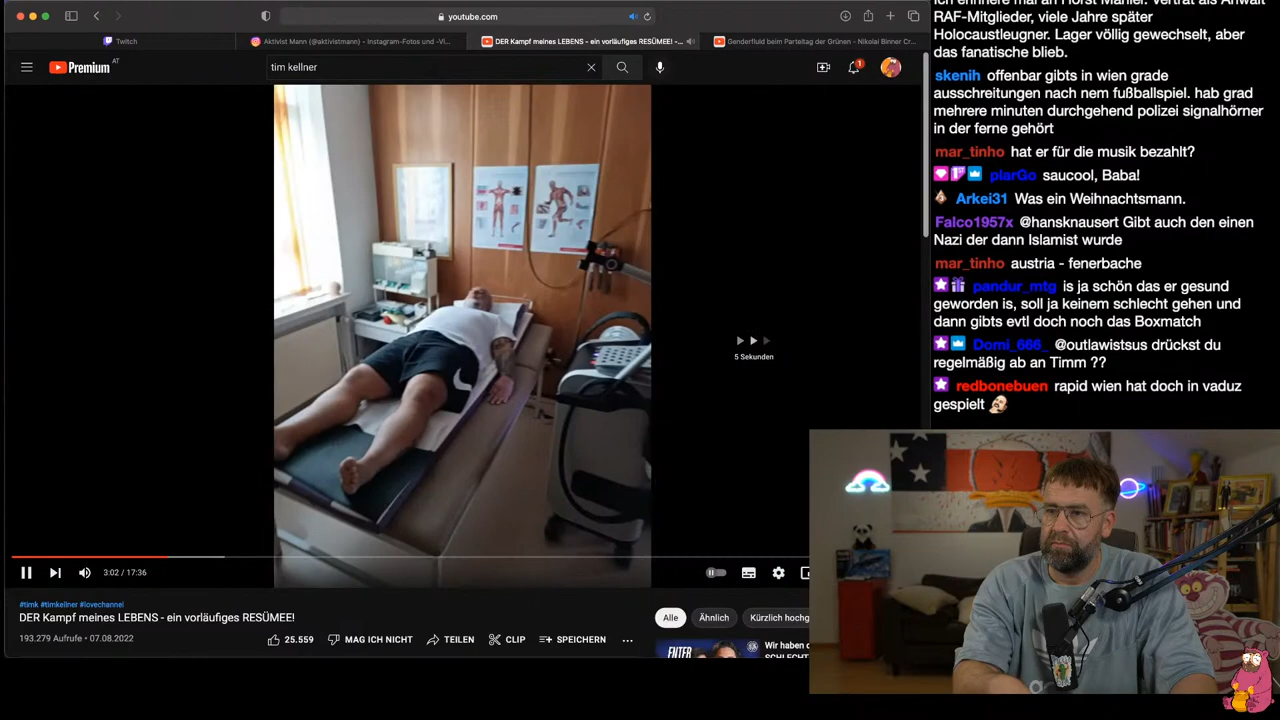 youtube.com
Twitch
Aktivist Mann (@aktivistmann) • Instagram-Fotos und -Vi...
DER Kampf meines LEBENS - ein vorläufiges RESÜMEE! -...
Genderfluid beim Parteitag der Grünen - Nikolai Binner Cr...
Premium AT
tim kellner
1
5 Sekunden
3:02 / 17:36
#timk #timkellner #lovechannel
DER Kampf meines LEBENS - ein vorläufiges RESÜMEE!
193.279 Aufrufe • 07.08.2022
25.559
MAG ICH NICHT
TEILEN
CLIP
SPEICHERN
Alle
Ähnlich
Kürzlich hochg
ENTER
Wir haben d
RAF-Mitglieder, viele Jahre später
Holocaustleugner. Lager völlig gewechselt, aber
das fanatische blieb.
skenih offenbar gibts in wien grade
ausschreitungen nach nem fußballspiel. hab grad
mehrere minuten durchgehend polizei signalhörner
in der ferne gehört
mar_tinho hat er für die musik bezahlt?
plarGo saucool, Baba!
Arkei31 Was ein Weihnachtsmann.
Falco1957x @hansknausert Gibt auch den einen
Nazi der dann Islamist wurde
mar_tinho austria - fenerbache
pandur_mtg is ja schön das er gesund
geworden is, soll ja keinem schlecht gehen und
dann gibts evtl doch noch das Boxmatch
Domi_666_ @outlawistsus drückst du
regelmäßig ab an Timm ??
redbonebuen rapid wien hat doch in vaduz
gespielt